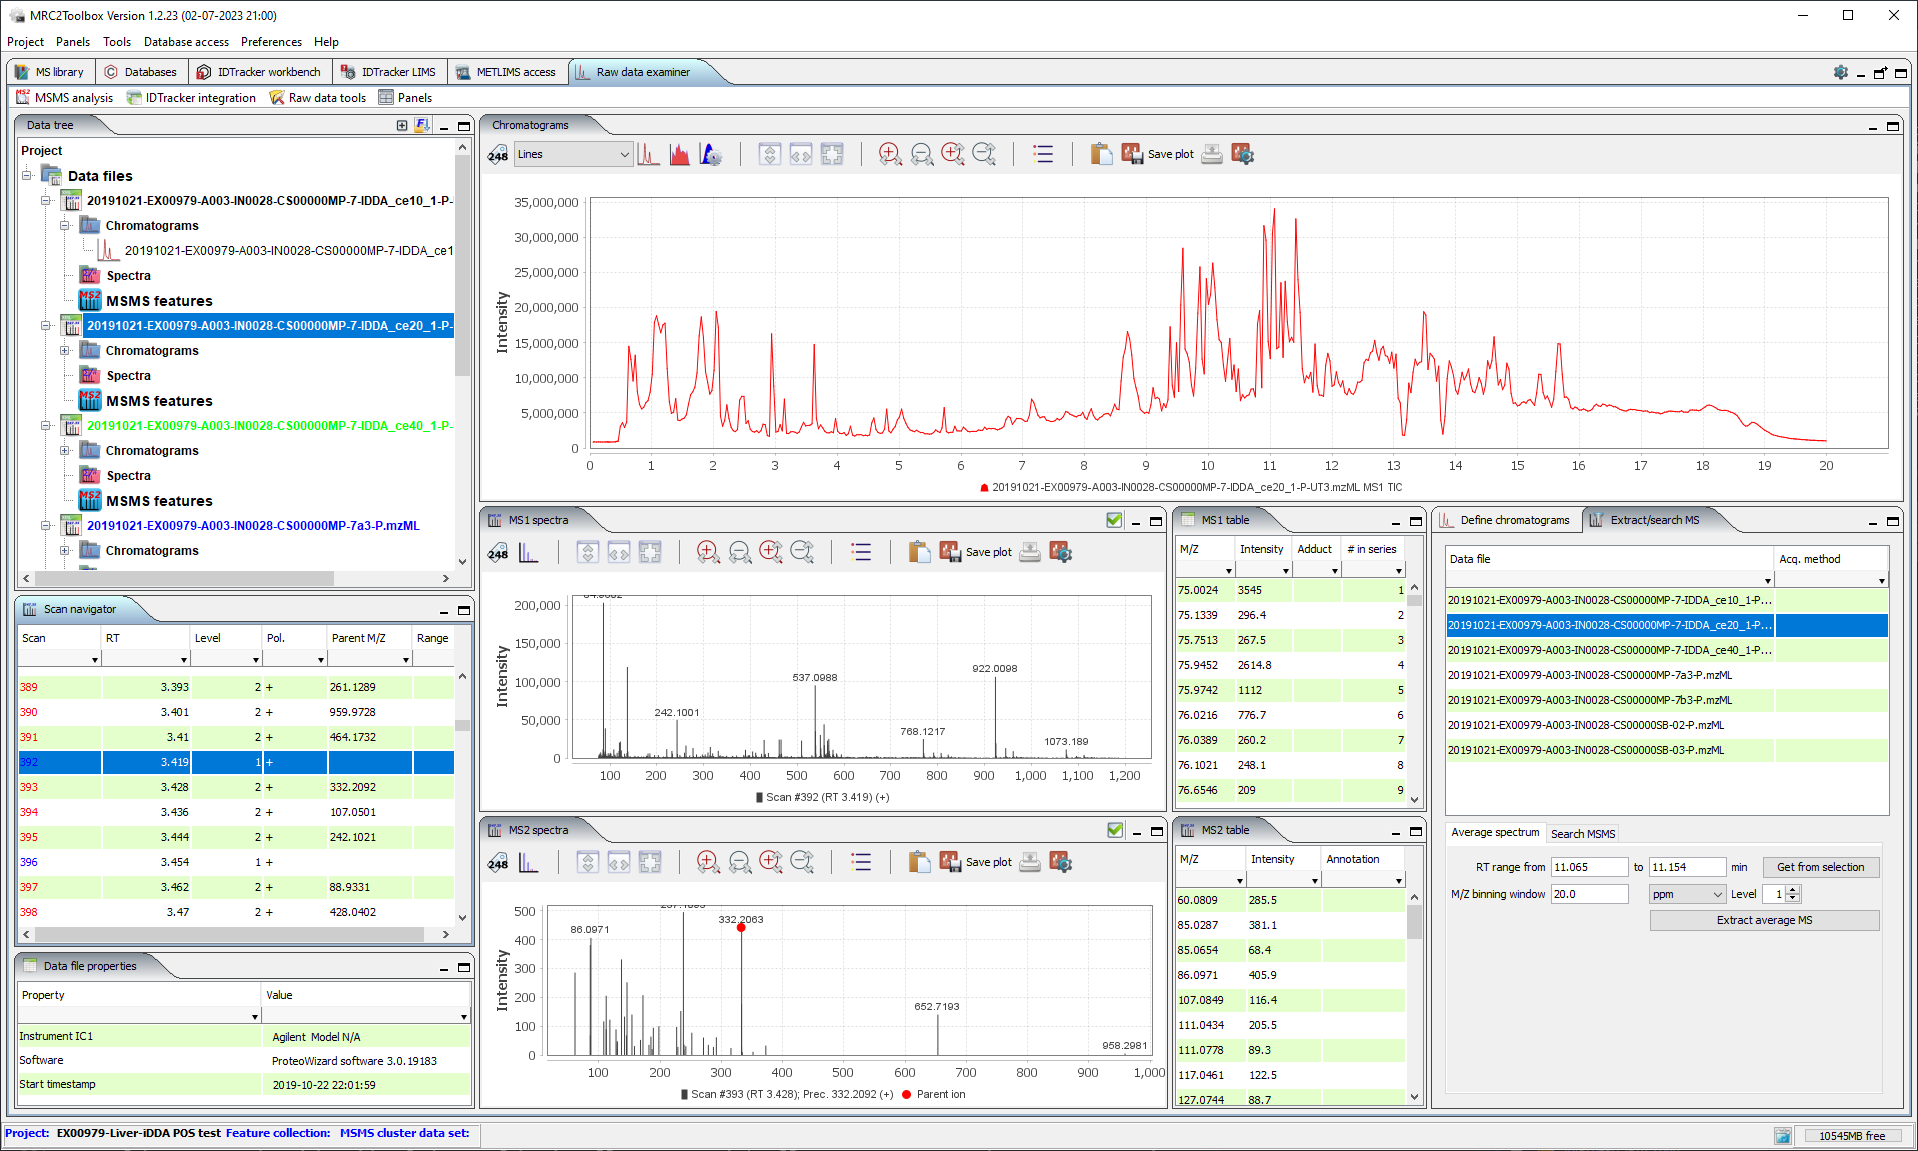 MRC2Toolbox Version 1.2.23 (02-07-2023 21:00)
Project Panels Tools Database access Preferences Help
MS library Databases IDTracker workbench IDTracker LIMS METLIMS access Raw data examiner
MSMS analysis IDTracker integration Raw data tools Panels
Data tree
Project
Data files
20191021-EX00979-A003-IN0028-CS00000MP-7-IDDA_ce10_1-P-
Chromatograms
20191021-EX00979-A003-IN0028-CS00000MP-7-IDDA_ce1
Spectra
MSMS features
20191021-EX00979-A003-IN0028-CS00000MP-7-IDDA_ce20_1-P-
Chromatograms
Spectra
MSMS features
20191021-EX00979-A003-IN0028-CS00000MP-7-IDDA_ce40_1-P-
Chromatograms
Spectra
MSMS features
20191021-EX00979-A003-IN0028-CS00000MP-7a3-P.mzML
Chromatograms
Chromatograms
248 Lines Save plot
35,000,000
30,000,000
25,000,000
20,000,000
15,000,000
10,000,000
5,000,000
0
Intensity
0 1 2 3 4 5 6 7 8 9 10 11 12 13 14 15 16 17 18 19 20
20191021-EX00979-A003-IN0028-CS00000MP-7-IDDA_ce20_1-P-UT3.mzML MS1 TIC
Scan navigator
Scan RT Level Pol. Parent M/Z Range
389 3.393 2 + 261.1289
390 3.401 2 + 959.9728
391 3.41 2 + 464.1732
392 3.419 1 +
393 3.428 2 + 332.2092
394 3.436 2 + 107.0501
395 3.444 2 + 242.1021
396 3.454 1 +
397 3.462 2 + 88.9331
398 3.47 2 + 428.0402
Data file properties
Property Value
Instrument IC1 Agilent Model N/A
Software ProteoWizard software 3.0.19183
Start timestamp 2019-10-22 22:01:59
MS1 spectra
248 Save plot
200,000
150,000
100,000
50,000
0
Intensity
242.1001
537.0988
768.1217
922.0098
1073.189
100 200 300 400 500 600 700 800 900 1,000 1,100 1,200
Scan #392 (RT 3.419) (+)
MS1 table
M/Z Intensity Adduct # in series
75.0024 3545 1
75.1339 296.4 2
75.7513 267.5 3
75.9452 2614.8 4
75.9742 1112 5
76.0216 776.7 6
76.0389 260.2 7
76.1021 248.1 8
76.6546 209 9
MS2 spectra
248 Save plot
500
400
300
200
100
0
Intensity
86.0971
332.2063
652.7193
958.2981
100 200 300 400 500 600 700 800 900 1,000
Scan #393 (RT 3.428); Prec. 332.2092 (+) Parent ion
MS2 table
M/Z Intensity Annotation
60.0809 285.5
85.0287 381.1
85.0654 68.4
86.0971 405.9
107.0849 116.4
111.0434 205.5
111.0778 89.3
117.0461 122.5
127.0744 88.7
Define chromatograms Extract/search MS
Data file Acq. method
20191021-EX00979-A003-IN0028-CS00000MP-7-IDDA_ce10_1-P...
20191021-EX00979-A003-IN0028-CS00000MP-7-IDDA_ce20_1-P...
20191021-EX00979-A003-IN0028-CS00000MP-7-IDDA_ce40_1-P...
20191021-EX00979-A003-IN0028-CS00000MP-7a3-P.mzML
20191021-EX00979-A003-IN0028-CS00000MP-7b3-P.mzML
20191021-EX00979-A003-IN0028-CS00000SB-02-P.mzML
20191021-EX00979-A003-IN0028-CS00000SB-03-P.mzML
Average spectrum Search MSMS
RT range from 11.065 to 11.154 min Get from selection
M/Z binning window 20.0 ppm Level 1
Extract average MS
Project: EX00979-Liver-iDDA POS test Feature collection: MSMS cluster data set:
10545MB free